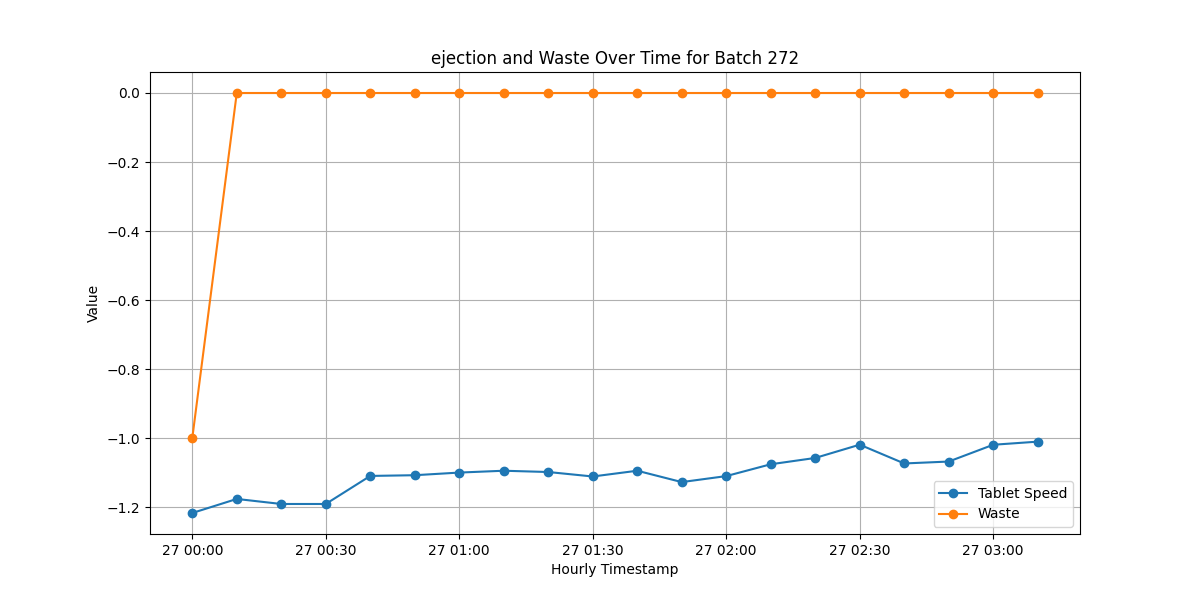 ejection and Waste Over Time for Batch 272
0.0
−0.2
−0.4
−0.6
−0.8
−1.0
−1.2
Value
Tablet Speed
Waste
27 00:00 27 00:30 27 01:00 27 01:30 27 02:00 27 02:30 27 03:00
Hourly Timestamp